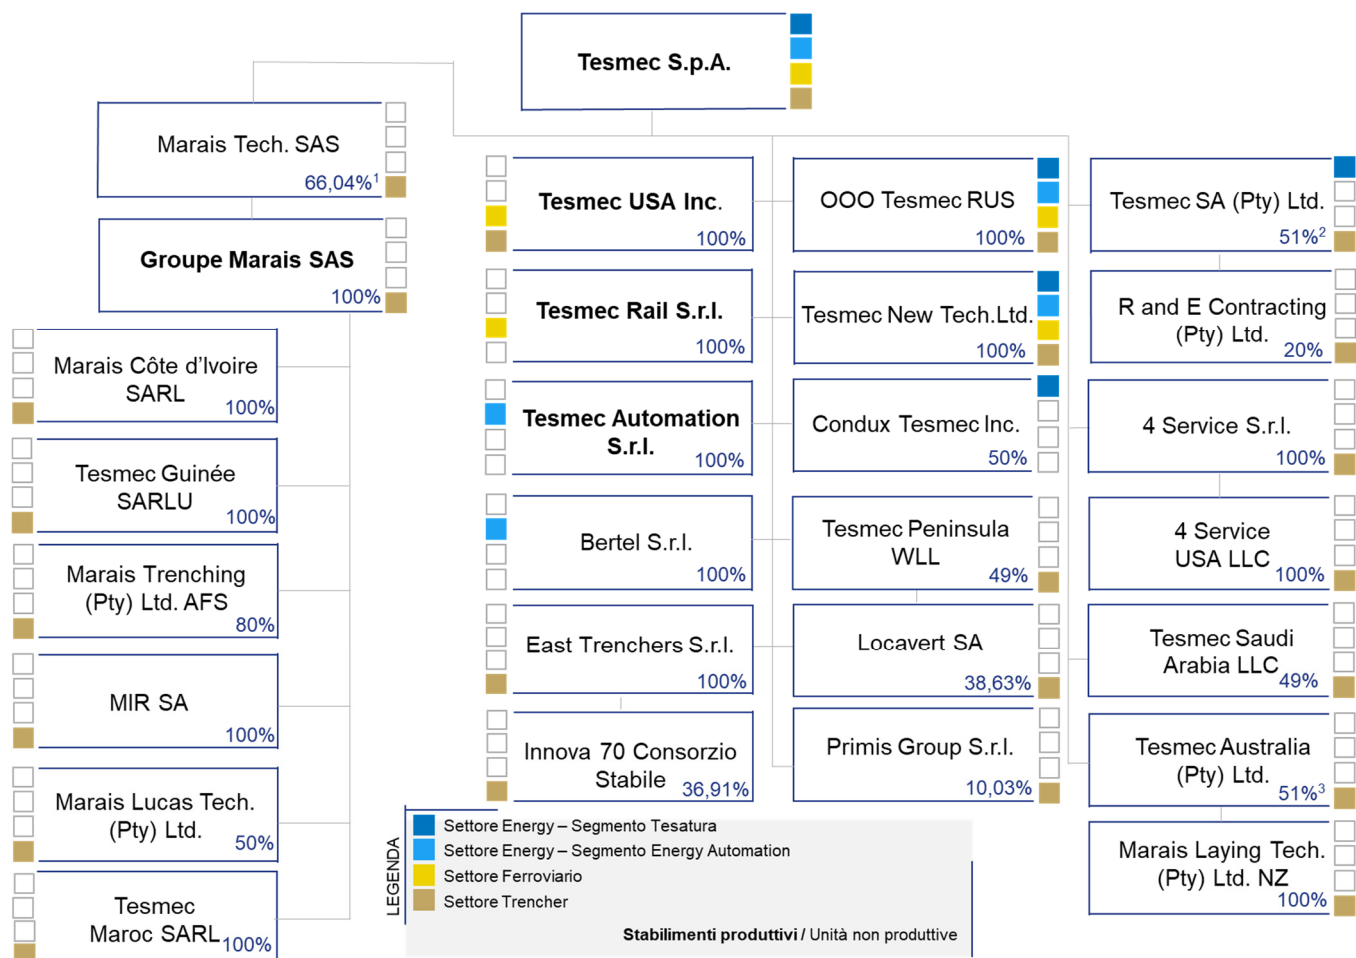 Tesmec S.p.A.
Marais Tech. SAS
66,04%1
Groupe Marais SAS
100%
Marais Côte d'Ivoire
SARL
100%
Tesmec Guinée
SARLU
100%
Marais Trenching
(Pty) Ltd. AFS
80%
MIR SA
100%
Marais Lucas Tech.
(Pty) Ltd.
50%
Tesmec
Maroc SARL
100%
Tesmec USA Inc.
100%
Tesmec Rail S.r.l.
100%
Tesmec Automation
S.r.l.
100%
Bertel S.r.l.
100%
East Trenchers S.r.l.
100%
Innova 70 Consorzio
Stabile
36,91%
OOO Tesmec RUS
100%
Tesmec New Tech.Ltd.
100%
Condux Tesmec Inc.
50%
Tesmec Peninsula
WLL
49%
Locavert SA
38,63%
Primis Group S.r.l.
10,03%
Tesmec SA (Pty) Ltd.
51%2
R and E Contracting
(Pty) Ltd.
20%
4 Service S.r.l.
100%
4 Service
USA LLC
100%
Tesmec Saudi
Arabia LLC
49%
Tesmec Australia
(Pty) Ltd.
51%3
Marais Laying Tech.
(Pty) Ltd. NZ
100%
LEGENDA
Settore Energy – Segmento Tesatura
Settore Energy – Segmento Energy Automation
Settore Ferroviario
Settore Trencher
Stabilimenti produttivi / Unità non produttive